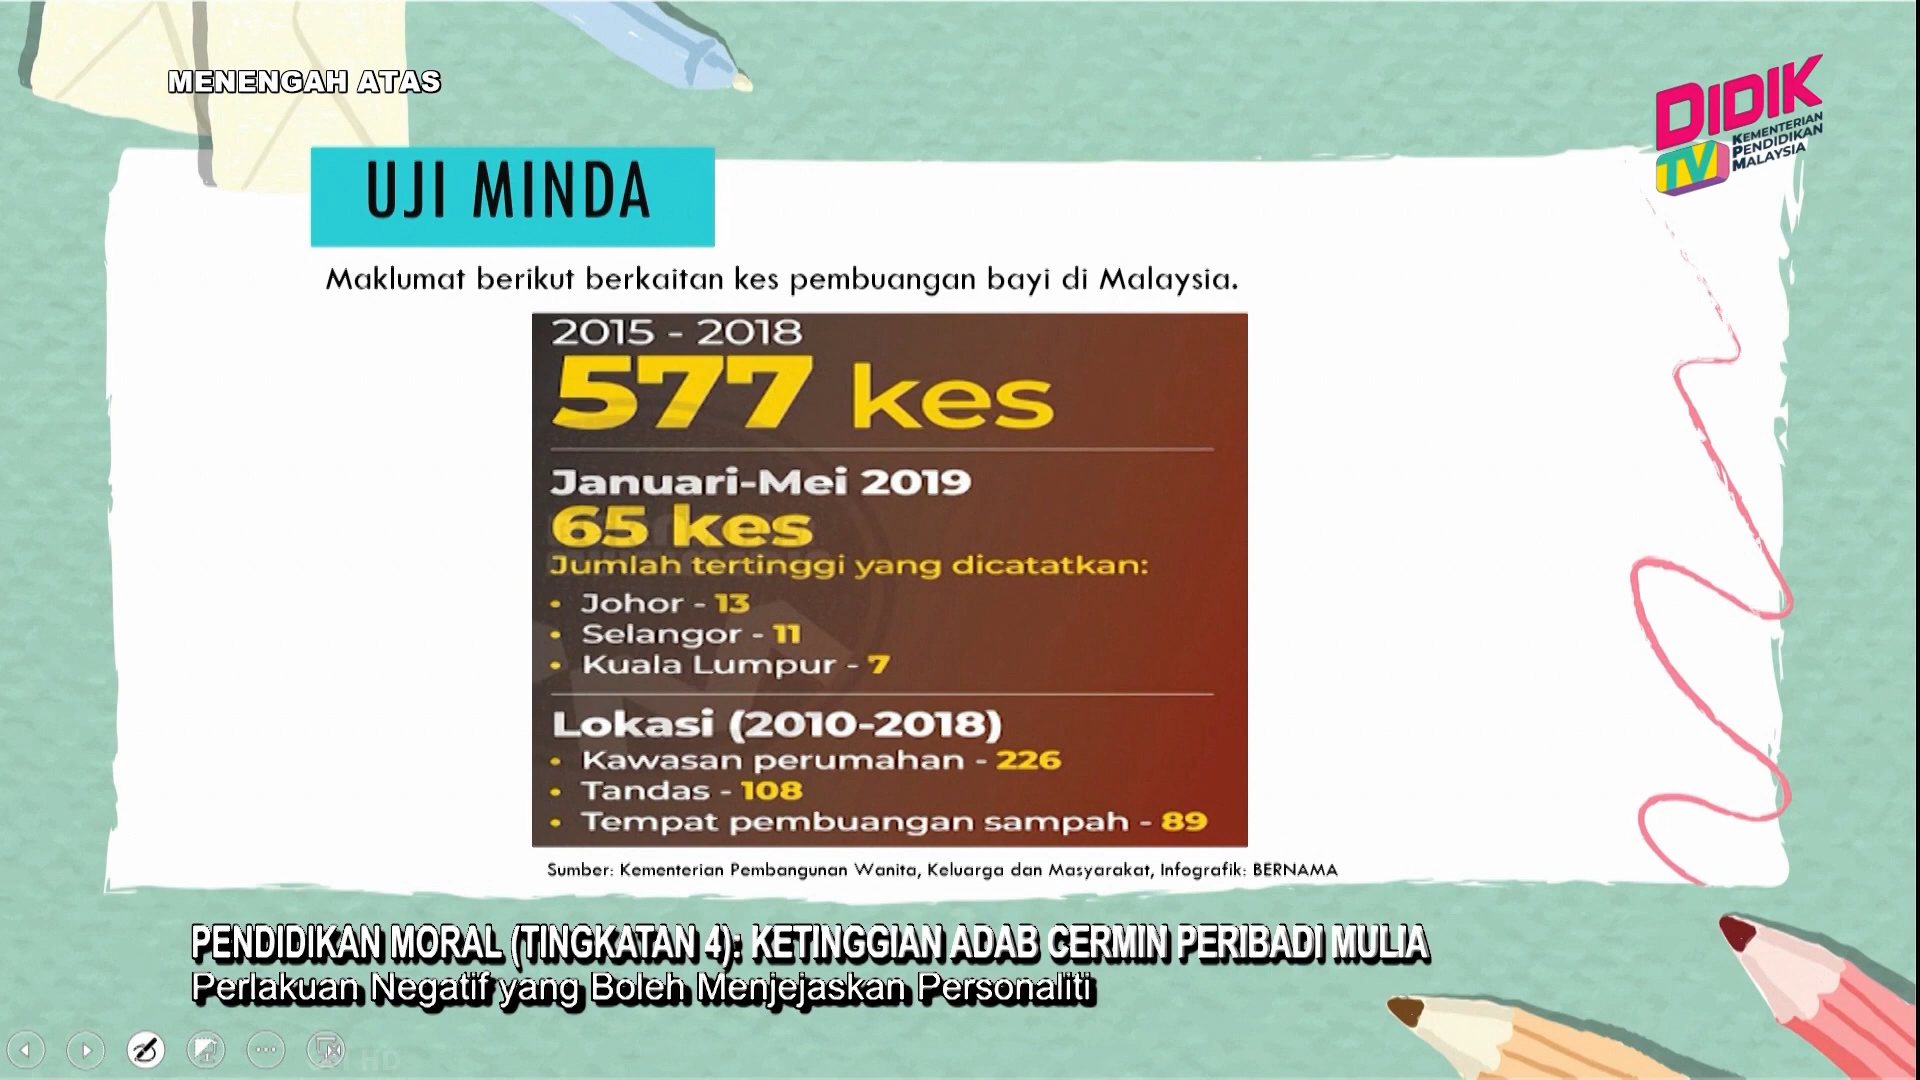 MENENGAH ATAS
DIDIK
TV
KEMENTERIAN
PENDIDIKAN
MALAYSIA
UJI MINDA
Maklumat berikut berkaitan kes pembuangan bayi di Malaysia.
2015 - 2018
577 kes
Januari-Mei 2019
65 kes
Jumlah tertinggi yang dicatatkan:
• Johor - 13
• Selangor - 11
• Kuala Lumpur - 7
Lokasi (2010-2018)
• Kawasan perumahan - 226
• Tandas - 108
• Tempat pembuangan sampah - 89
Sumber: Kementerian Pembangunan Wanita, Keluarga dan Masyarakat, Infografik: BERNAMA
PENDIDIKAN MORAL (TINGKATAN 4): KETINGGIAN ADAB CERMIN PERIBADI MULIA
Perlakuan Negatif yang Boleh Menjejaskan Personaliti
HD